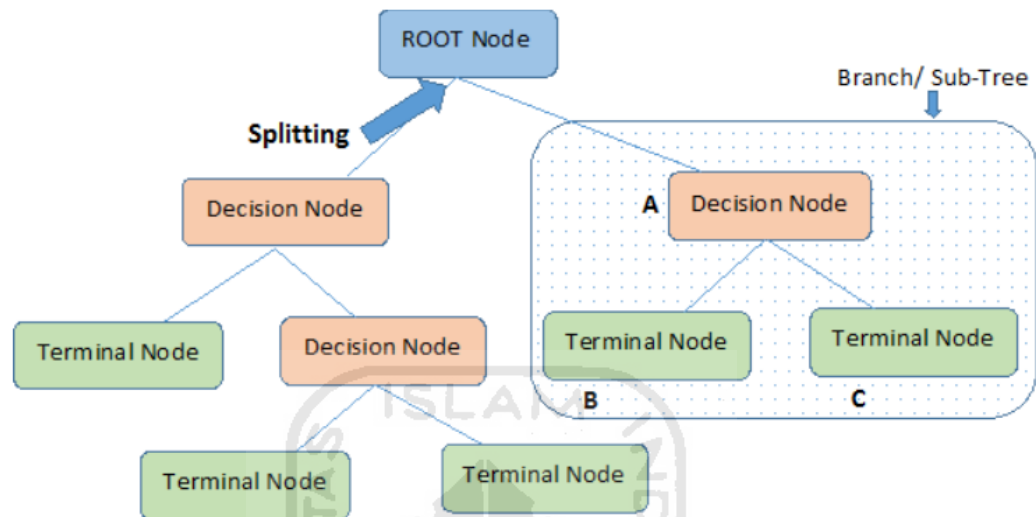 ROOT Node
Branch/ Sub-Tree
Splitting
Decision Node
A
Decision Node
Terminal Node
Decision Node
Terminal Node
Terminal Node
B
C
Terminal Node
Terminal Node
ISLAM